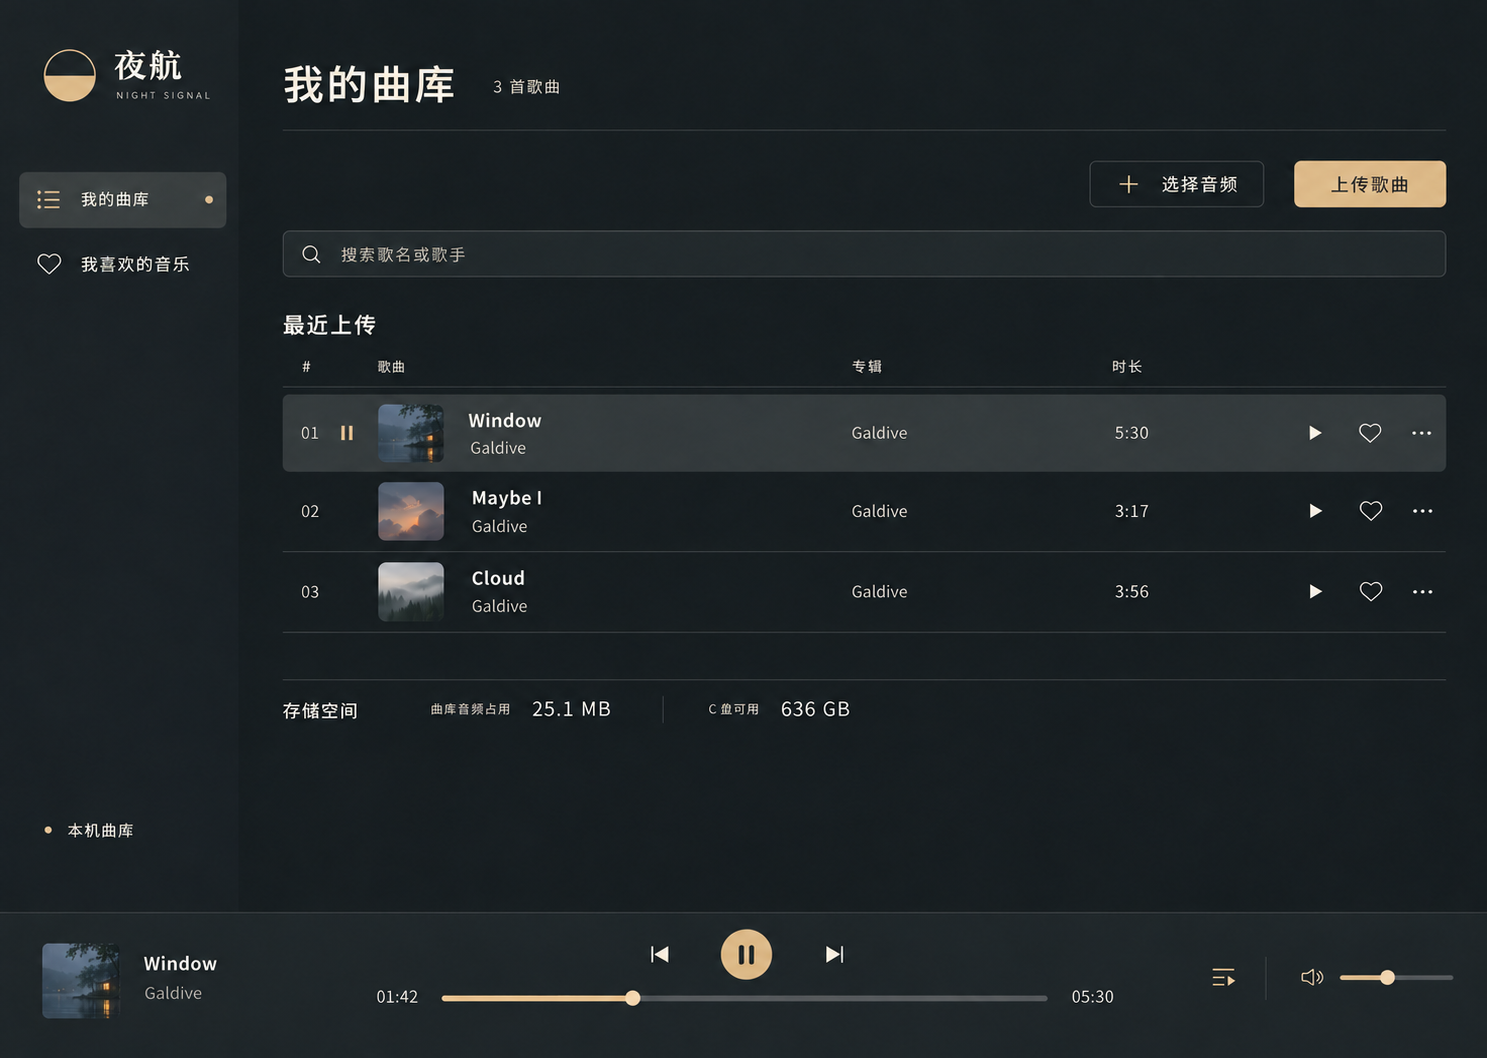 夜航
NIGHT SIGNAL
我的曲库
我喜欢的音乐
本机曲库
我的曲库 3 首歌曲
选择音频
上传歌曲
搜索歌名或歌手
最近上传
# 歌曲 专辑 时长
01 Window Galdive 5:30
Galdive
02 Maybe I Galdive 3:17
Galdive
03 Cloud Galdive 3:56
Galdive
存储空间 曲库音频占用 25.1 MB C 盘可用 636 GB
Window
Galdive
01:42 05:30